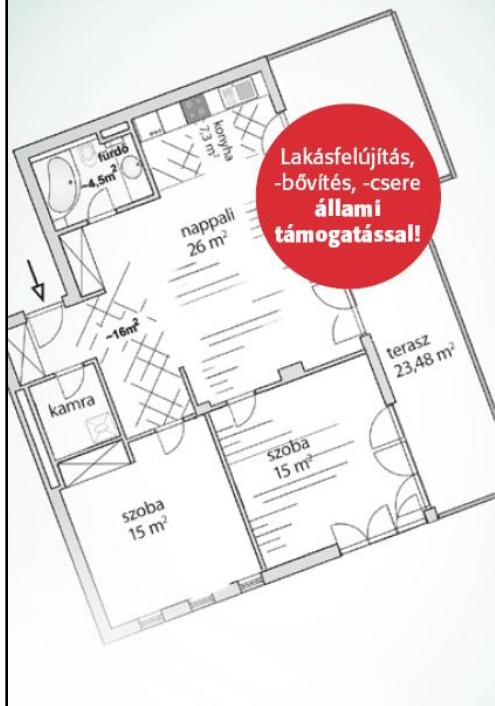 konyha
7,3 m²
fürdő
~4,5m²
Lakásfelújítás,
-bővítés, -csere
állami
támogatással!
nappali
26 m²
~16m²
terasz
23,48 m²
kamra
szoba
15 m²
szoba
15 m²